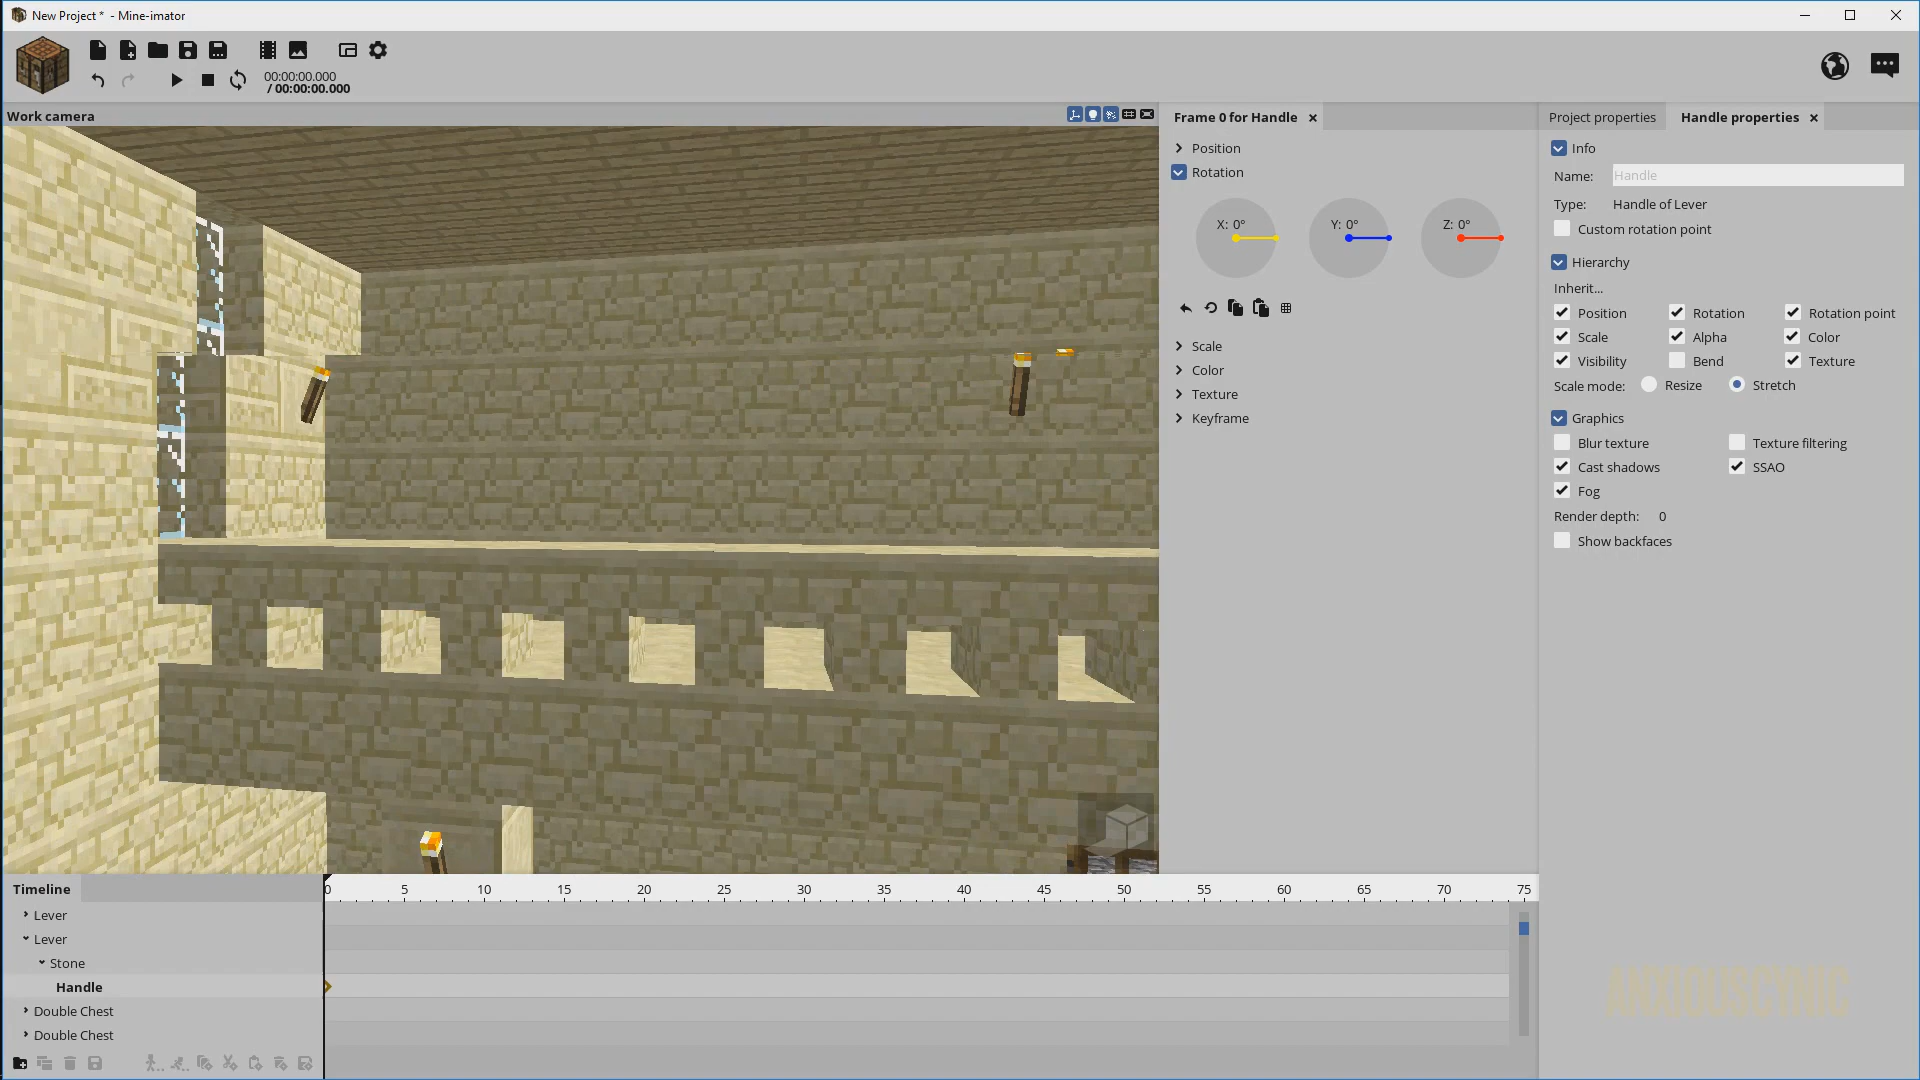 New Project * - Mine-imator
00:00:00.000
/ 00:00:00.000
Work camera
Frame 0 for Handle
Position
Rotation
X: 0°
Y: 0°
Z: 0°
Scale
Color
Texture
Keyframe
Project properties
Handle properties
Info
Name: Handle
Type: Handle of Lever
Custom rotation point
Hierarchy
Inherit...
Position Rotation Rotation point
Scale Alpha Color
Visibility Bend Texture
Scale mode: Resize Stretch
Graphics
Blur texture Texture filtering
Cast shadows SSAO
Fog
Render depth: 0
Show backfaces
Timeline
0 5 10 15 20 25 30 35 40 45 50 55 60 65 70 75
Lever
Lever
Stone
Handle
Double Chest
Double Chest
ANXIOUSCYNIC